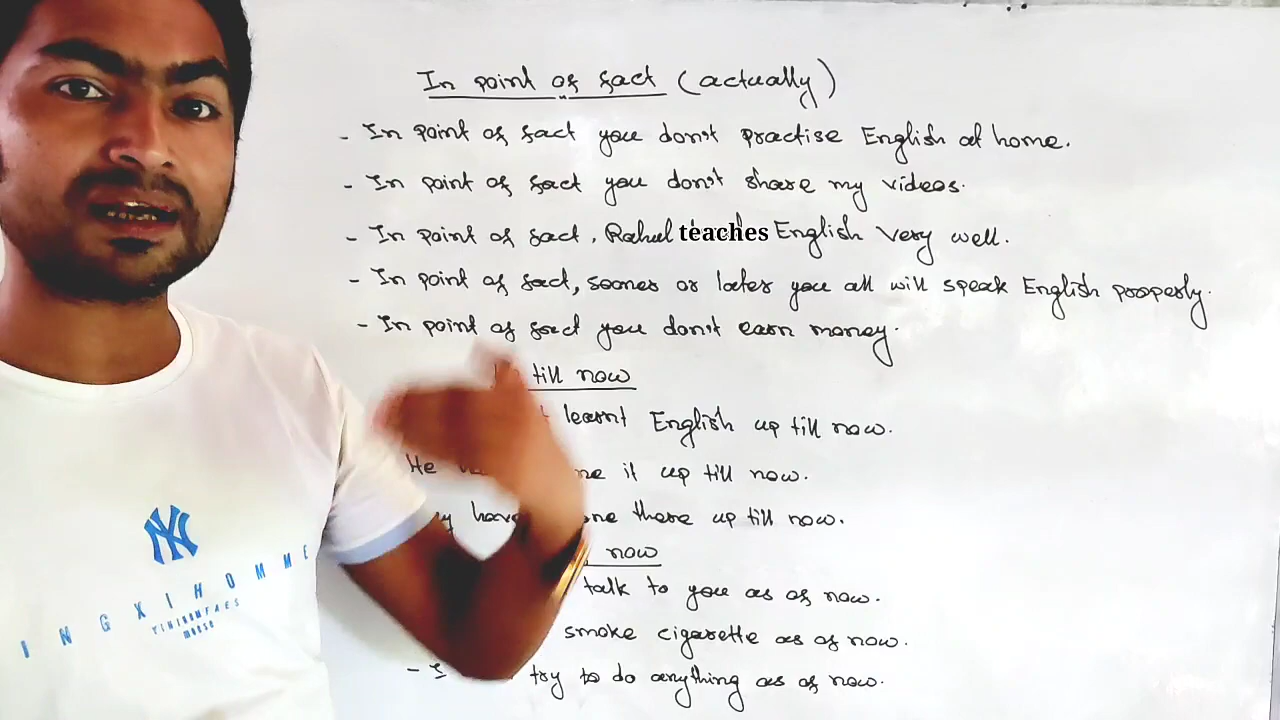 In point of fact (actually)
- In point of fact you don't practise English at home.
- In point of fact you don't share my videos.
- In point of fact, Rahul teaches English very well.
- In point of fact, sooner or later you all will speak English properly.
- In point of fact you don't earn money.
till now
learnt English up till now.
He it up till now.
have there up till now.
now
talk to you as of now.
smoke cigarette as of now.
- I try to do anything as of now.
NY
INGXIHOMME